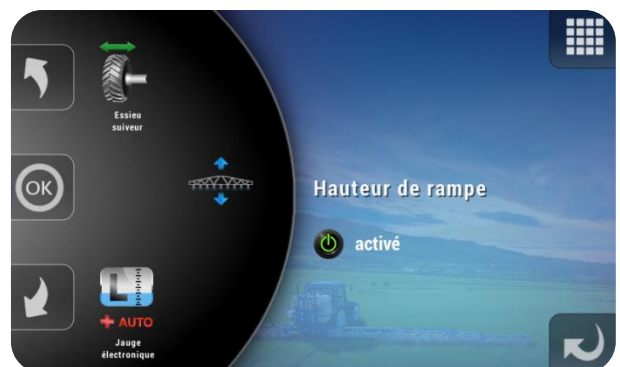 Essieu
suiveur
OK
Hauteur de rampe
activé
L
+ AUTO
Jauge
électronique